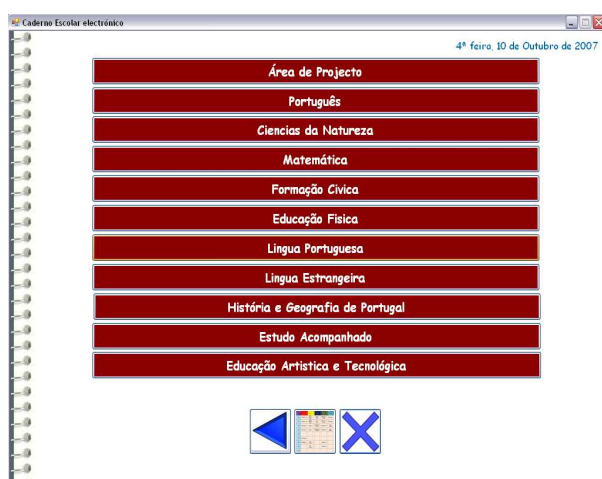 Caderno Escolar electrónico
4ª feira, 10 de Outubro de 2007
Área de Projecto
Português
Ciencias da Natureza
Matemática
Formação Civica
Educação Fisica
Lingua Portuguesa
Lingua Estrangeira
História e Geografia de Portugal
Estudo Acompanhado
Educação Artistica e Tecnológica